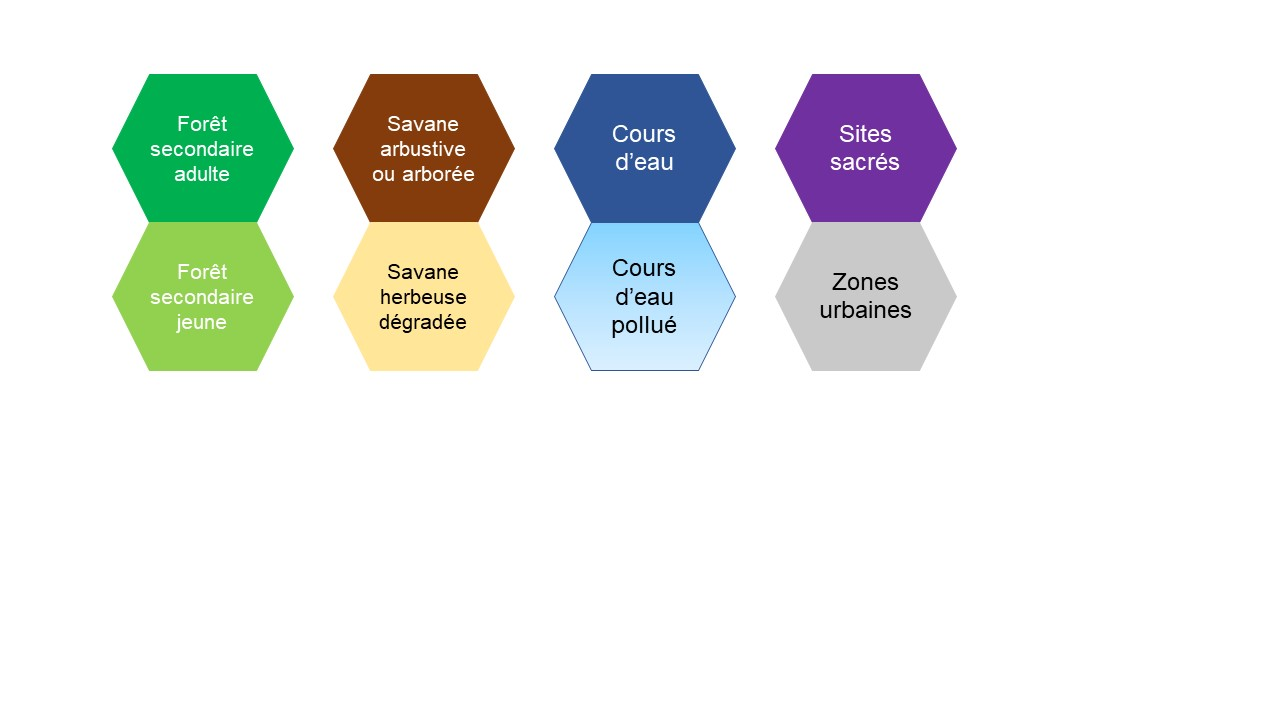 Forêt
secondaire
adulte
Savane
arbustive
ou arborée
Cours
d’eau
Sites
sacrés
Forêt
secondaire
jeune
Savane
herbeuse
dégradée
Cours
d’eau
pollué
Zones
urbaines